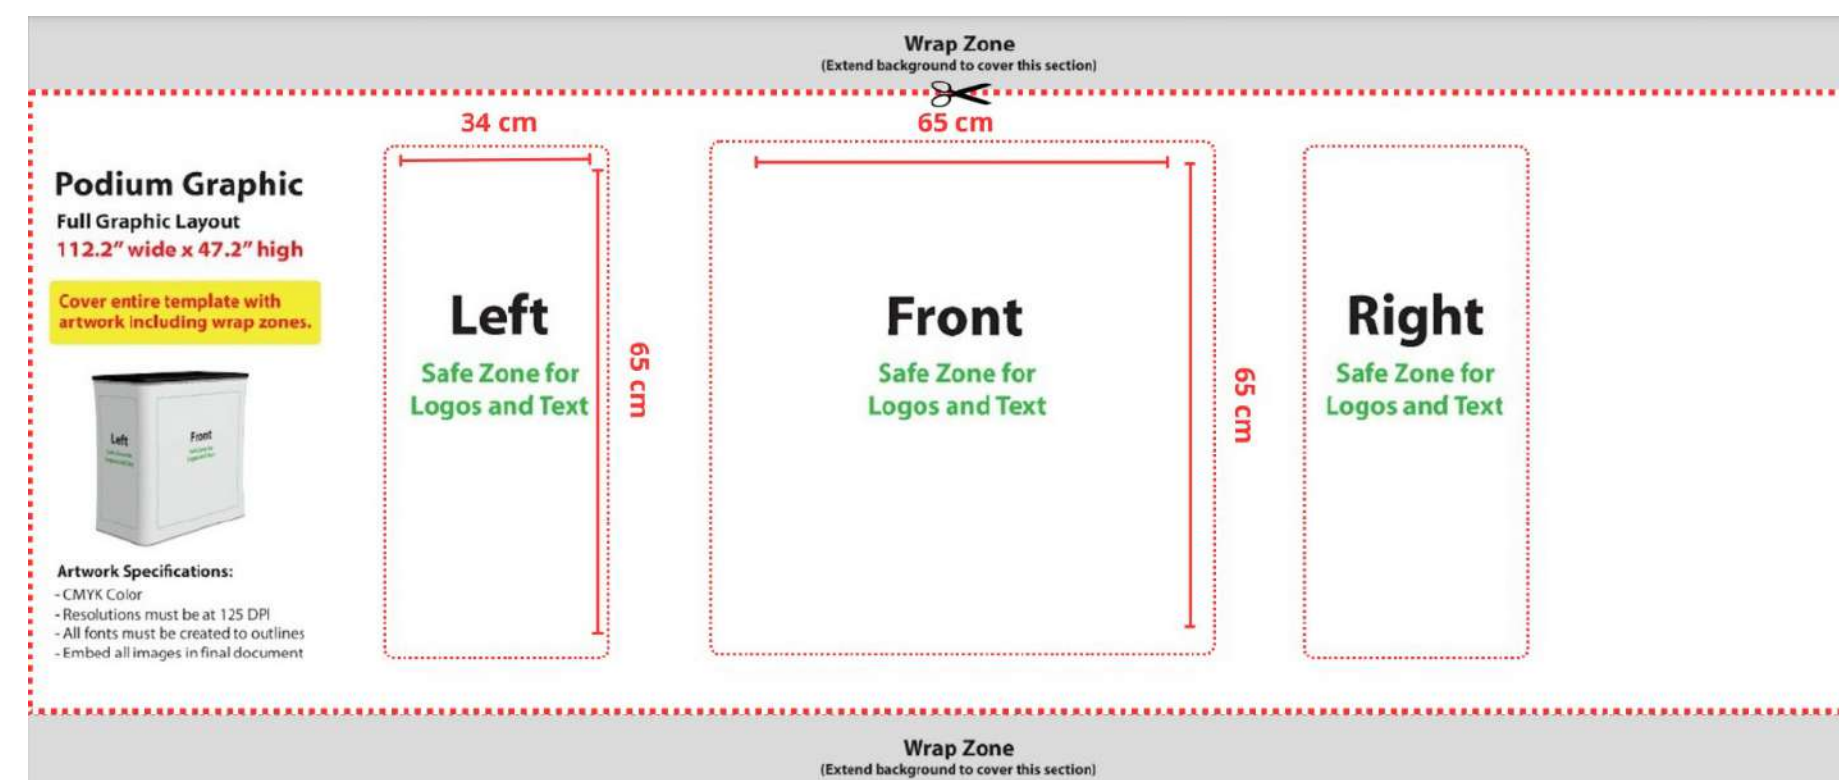 Wrap Zone
(Extend background to cover this section)
34 cm
65 cm
Podium Graphic
Full Graphic Layout
112.2” wide x 47.2” high
Cover entire template with
artwork including wrap zones.
Left
Safe Zone for
Logos and Text
65 cm
Front
Safe Zone for
Logos and Text
65 cm
Right
Safe Zone for
Logos and Text
Left
Front
Artwork Specifications:
- CMYK Color
- Resolutions must be at 125 DPI
- All fonts must be created to outlines
- Embed all images in final document
Wrap Zone
(Extend background to cover this section)